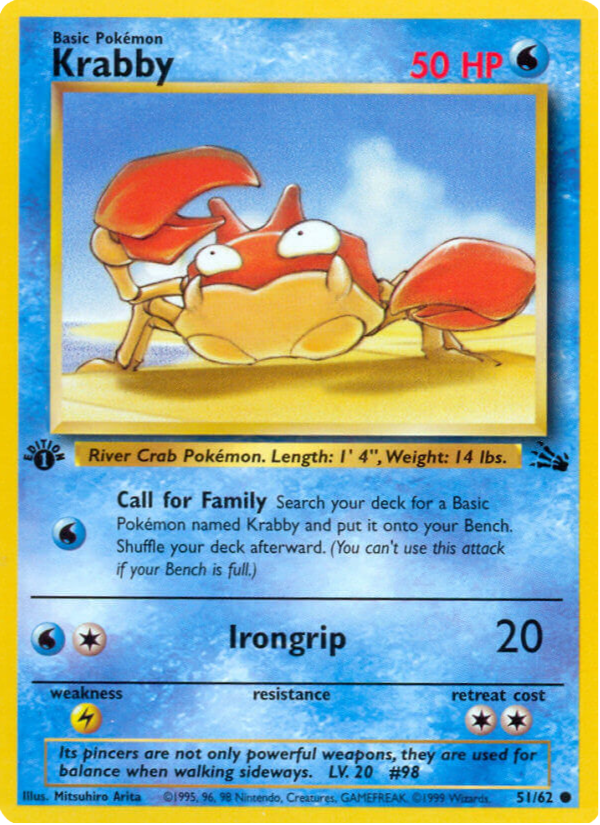 Basic Pokémon
Krabby
50 HP
EDITION
1
River Crab Pokémon. Length: 1' 4", Weight: 14 lbs.
Call for Family Search your deck for a Basic
Pokémon named Krabby and put it onto your Bench.
Shuffle your deck afterward. (You can't use this attack
if your Bench is full.)
Irongrip 20
weakness resistance retreat cost
Its pincers are not only powerful weapons, they are used for
balance when walking sideways. LV. 20 #98
Illus. Mitsuhiro Arita ©1995, 96, 98 Nintendo, Creatures, GAMEFREAK. ©1999 Wizards. 51/62